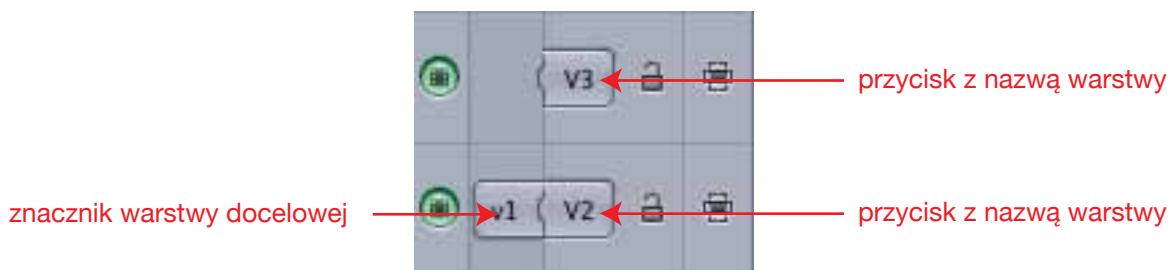 V3
przycisk z nazwą warstwy
znacznik warstwy docelowej
v1
V2
przycisk z nazwą warstwy